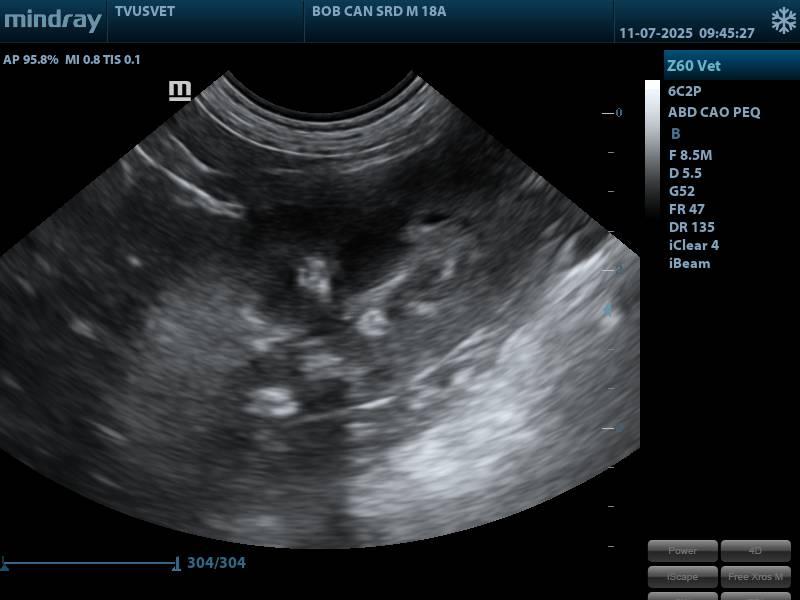 mindray
TVUSVET
BOB CAN SRD M 18A
11-07-2025 09:45:27
AP 95.8% MI 0.8 TIS 0.1
m
Z60 Vet
6C2P
ABD CAO PEQ
B
F 8.5M
D 5.5
G52
FR 47
DR 135
iClear 4
iBeam
0
304/304
Power
4D
iScape
Free Xros M